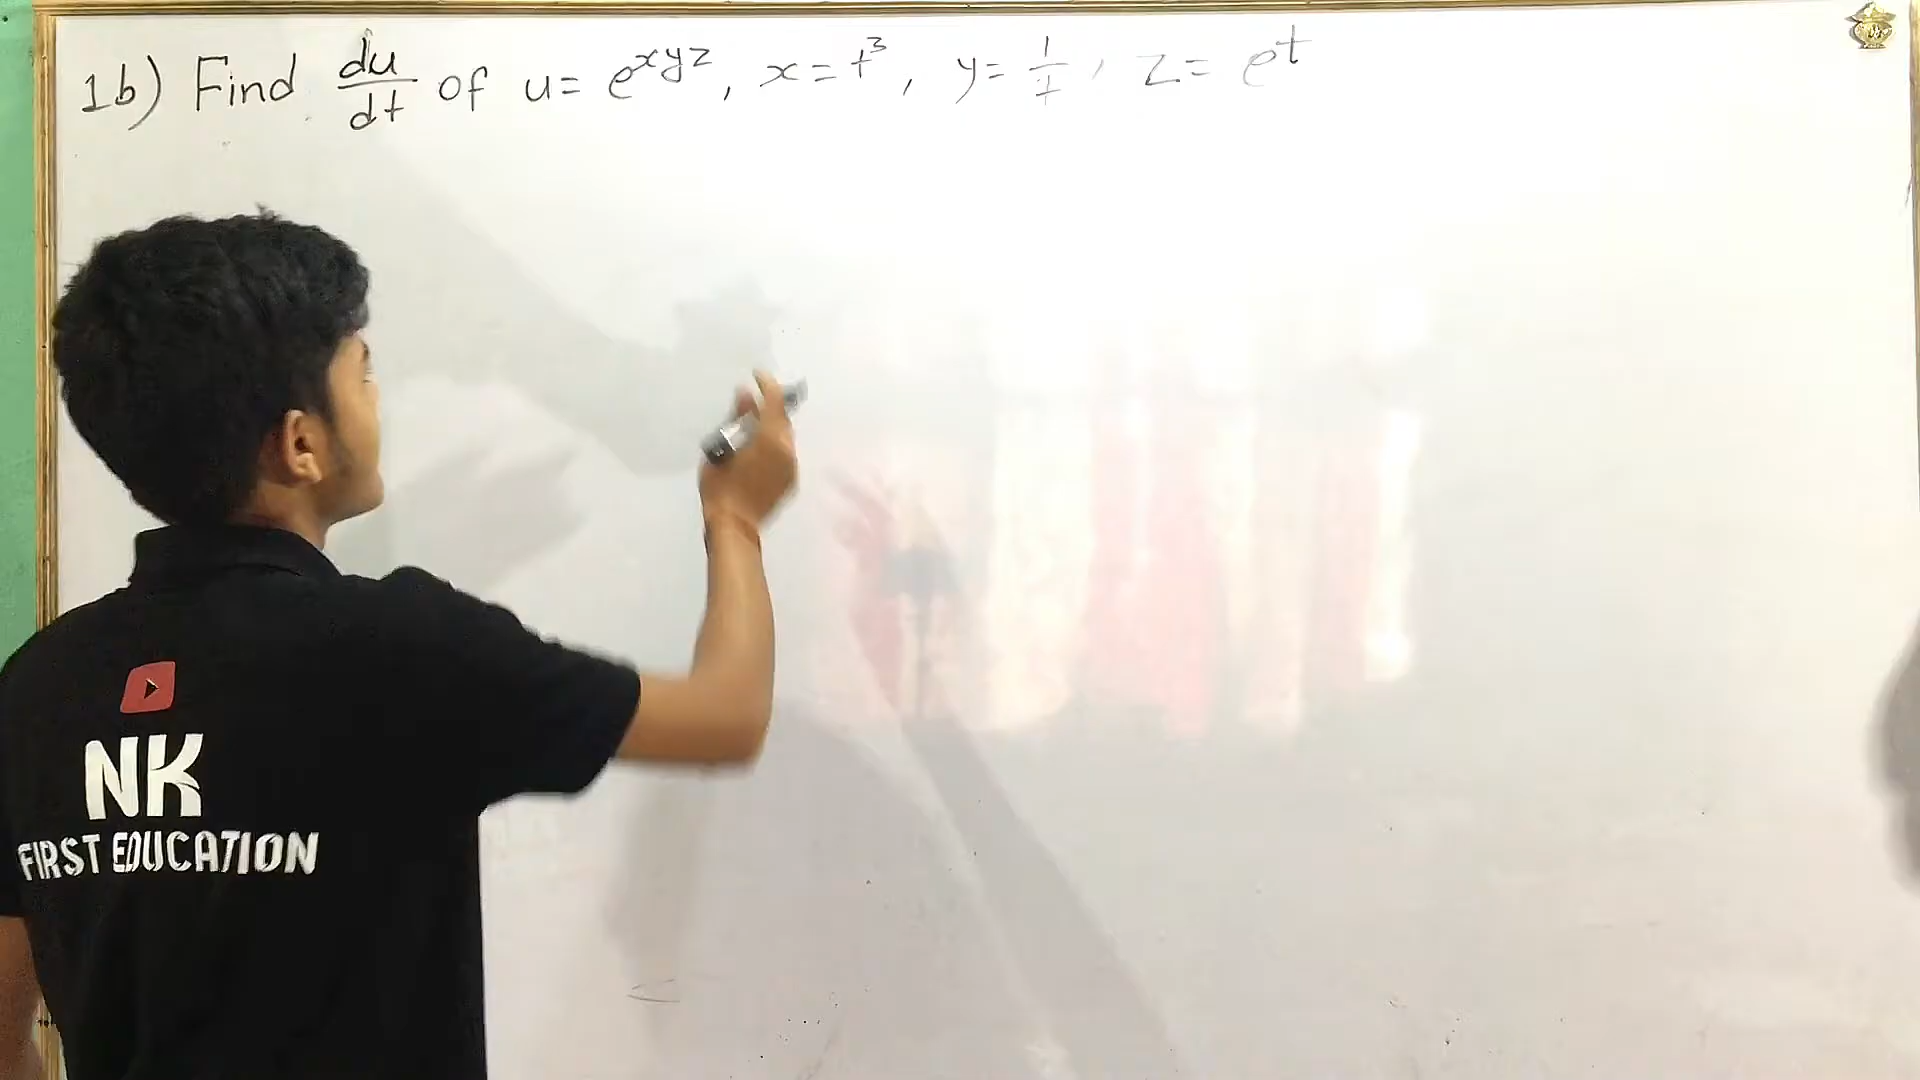 1b) Find du/dt of u= e^xyz, x=t^3, y=1/t, z=e^t
NK
FIRST EDUCATION